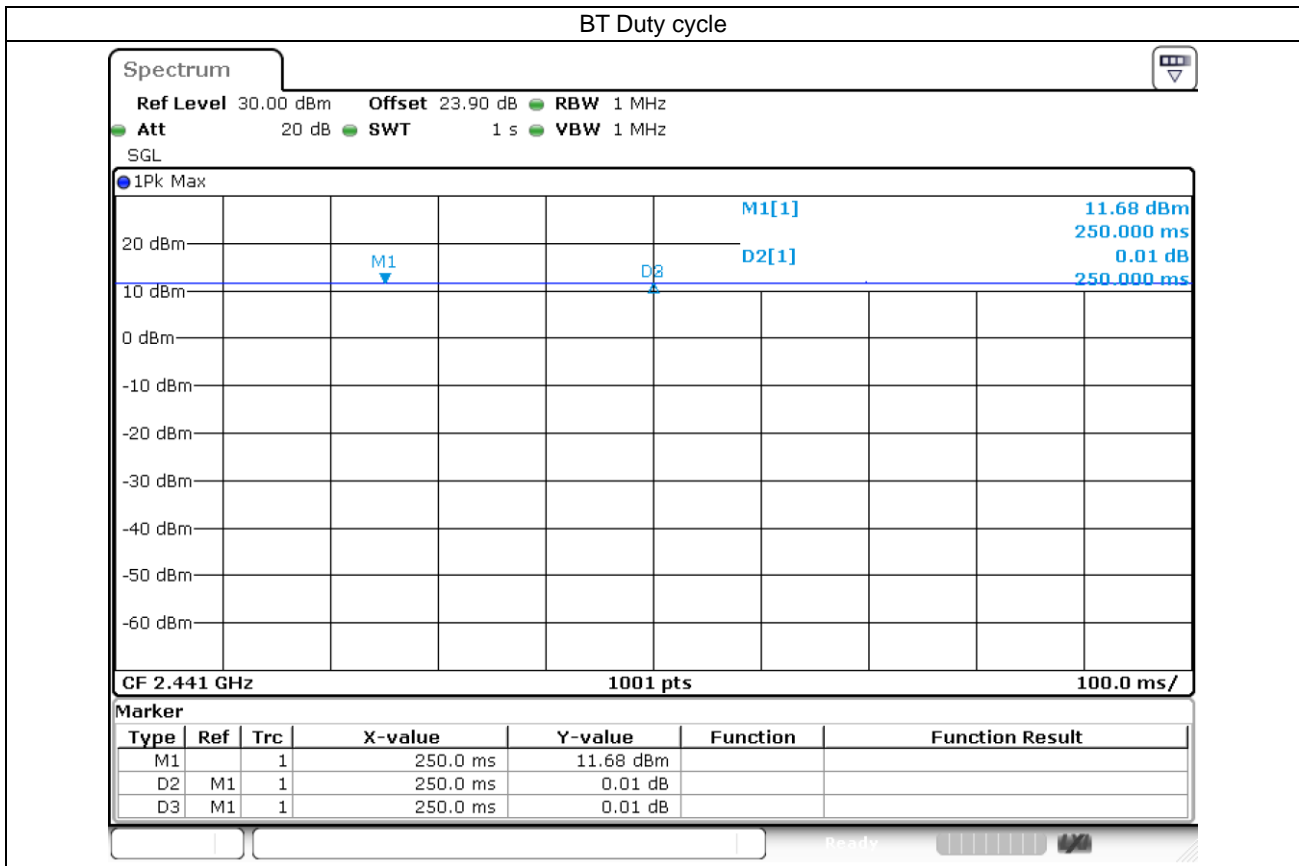 BT Duty cycle
Spectrum
Ref Level 30.00 dBm Offset 23.90 dB RBW 1 MHz
Att 20 dB SWT 1 s VBW 1 MHz
SGL
1Pk Max
M1[1] 11.68 dBm
250.000 ms
20 dBm
D2[1] 0.01 dB
M1
250.000 ms
10 dBm
0 dBm
-10 dBm
-20 dBm
-30 dBm
-40 dBm
-50 dBm
-60 dBm
CF 2.441 GHz 1001 pts 100.0 ms/
Marker
Type Ref Trc X-value Y-value Function Function Result
M1 1 250.0 ms 11.68 dBm
D2 M1 1 250.0 ms 0.01 dB
D3 M1 1 250.0 ms 0.01 dB
Ready